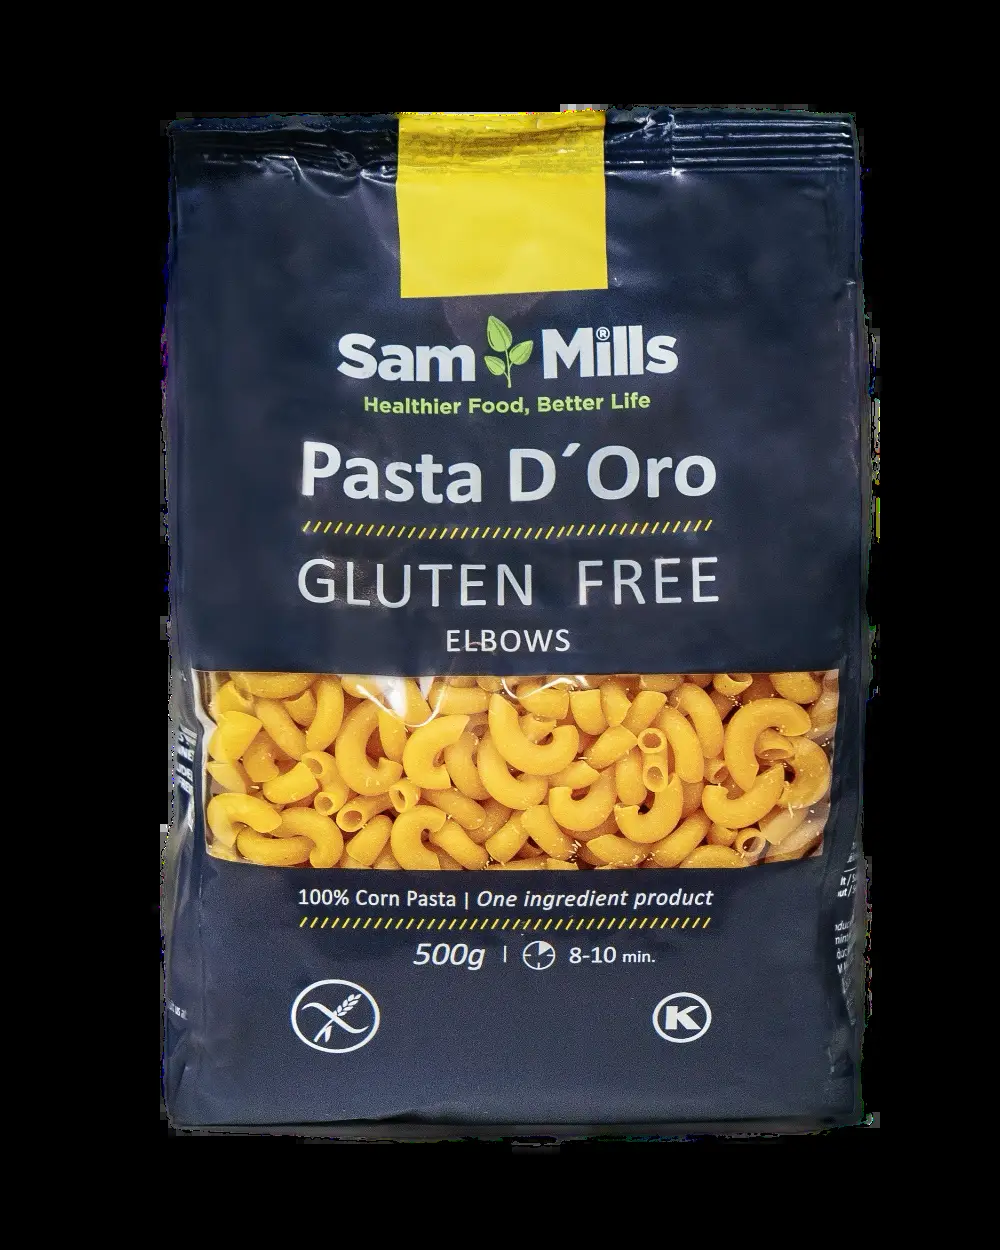 Sam Mills®
Healthier Food, Better Life
Pasta D´Oro
GLUTEN FREE
ELBOWS
100% Corn Pasta | One ingredient product
500g | 8-10 min.
K